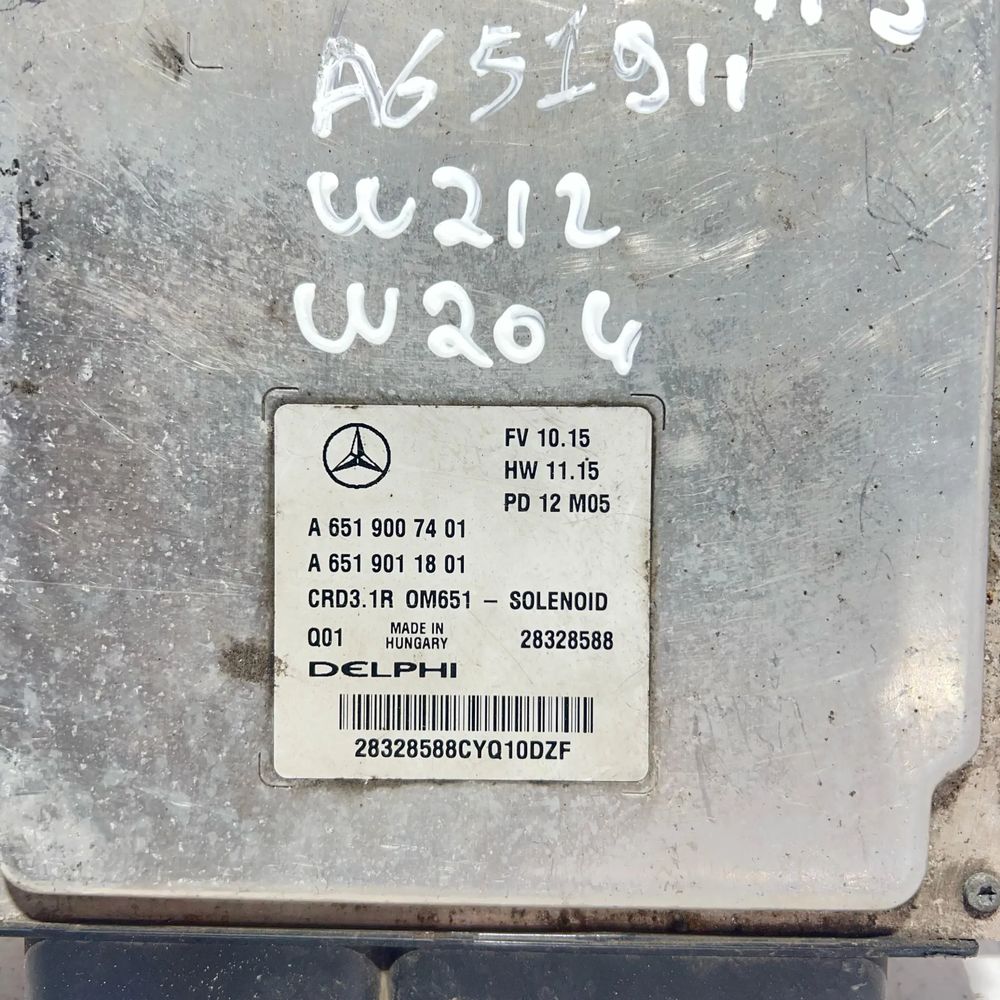 A651911
W212
W204
FV 10.15
HW 11.15
PD 12 M05
A 651 900 74 01
A 651 901 18 01
CRD3.1R OM651 – SOLENOID
Q01 MADE IN HUNGARY 28328588
DELPHI
28328588CYQ10DZF